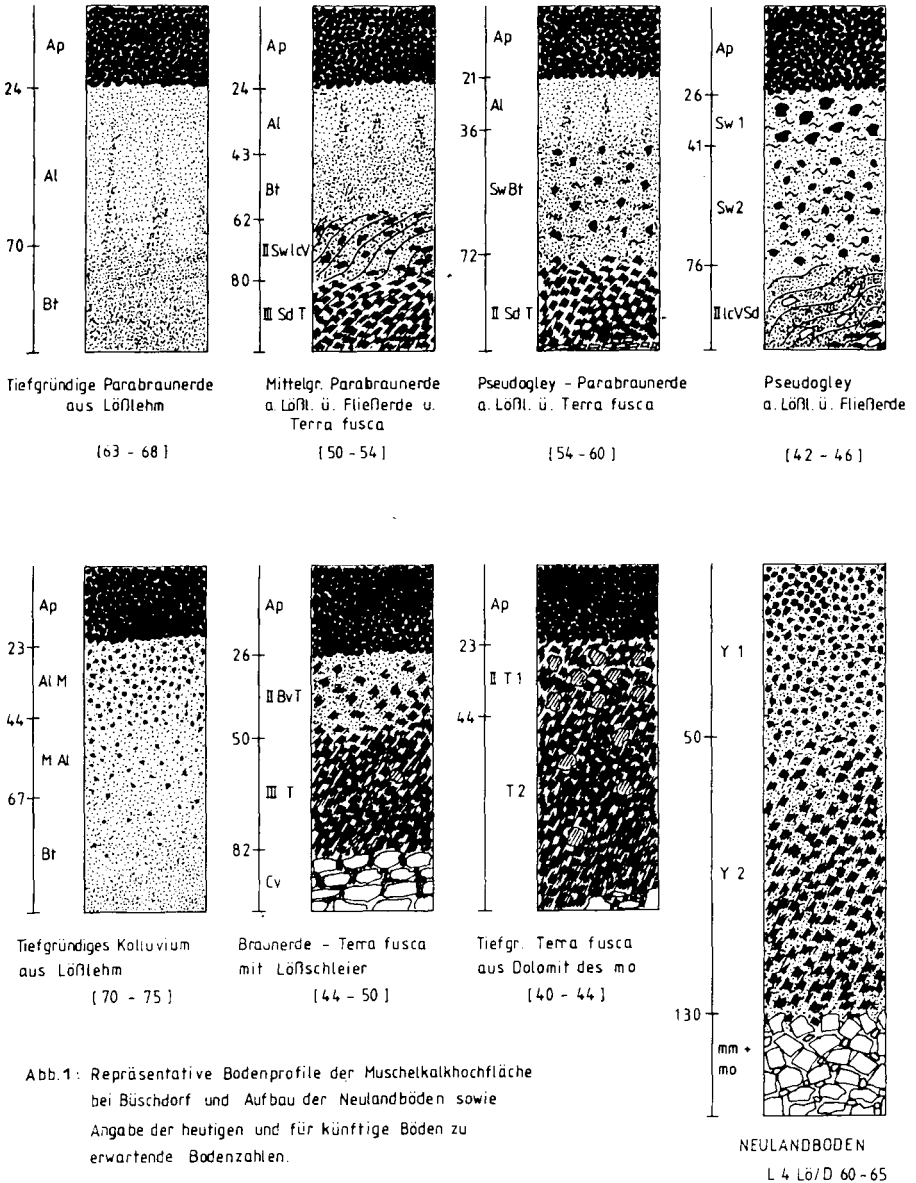 Ap
24
Al
70
Bt
Tiefgründige Parabraunerde
aus Lößlehm
[63 - 68]
Ap
24
Al
43
Bt
62
II SwlcV
80
III Sd T
Mittelgr. Parabraunerde
a. Lößl. ü. Fließerde u.
Terra fusca
[50 - 54]
Ap
21
Al
36
Sw Bt
72
II Sd T
Pseudogley - Parabraunerde
a. Lößl. ü. Terra fusca
[54 - 60]
Ap
26
Sw 1
41
Sw2
76
II lcVSd
Pseudogley
a. Lößl. ü. Fließerde
[42 - 46]
Ap
23
Al M
44
M Al
67
Bt
Tiefgründiges Kolluvium
aus Lößlehm
[70 - 75]
Ap
26
II Bv T
50
III T
82
Cv
Braunerde - Terra fusca
mit Lößschleier
[44 - 50]
Ap
23
II T 1
44
T 2
Tiefgr. Terra fusca
aus Dolomit des mo
[40 - 44]
Y 1
50
Y 2
130
mm +
mo
NEULANDBODEN
L 4 Lö/D 60-65
Abb.1: Repräsentative Bodenprofile der Muschelkalkhochfläche
bei Büschdorf und Aufbau der Neulandböden sowie
Angabe der heutigen und für künftige Böden zu
erwartende Bodenzahlen.